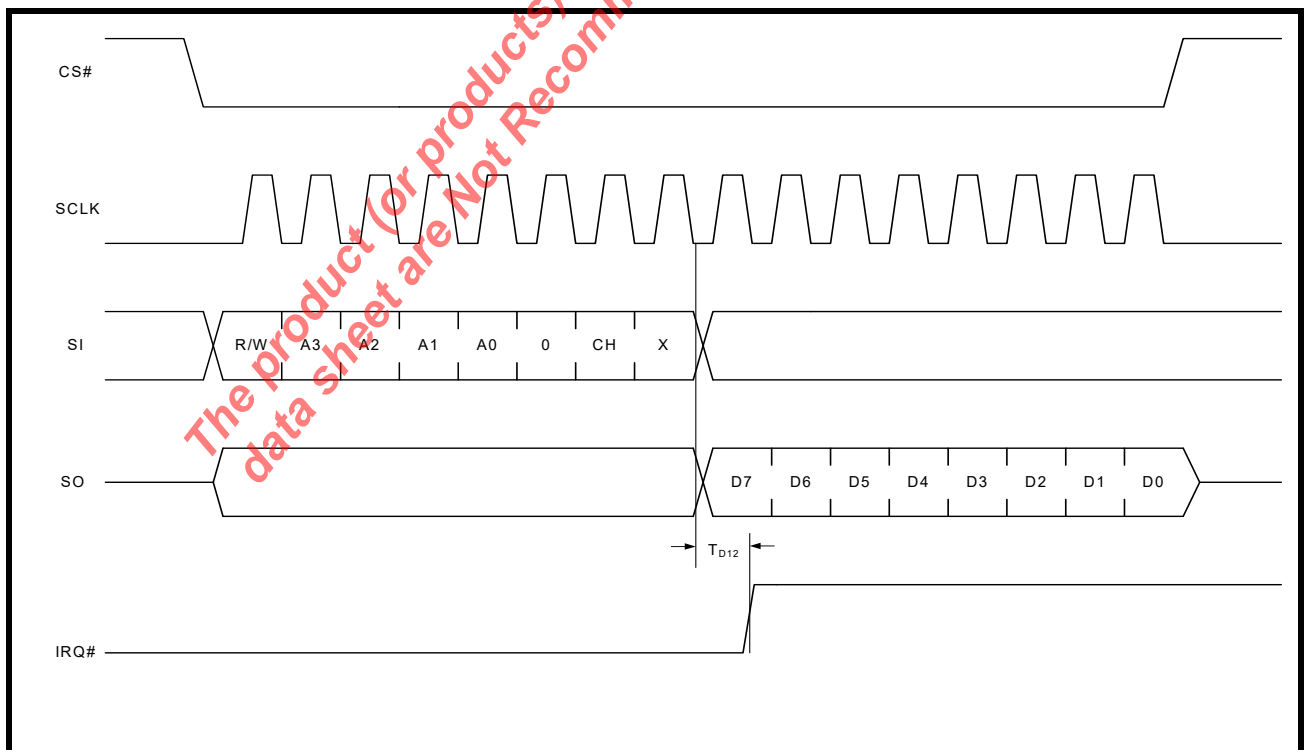 CS#
SCLK
SI
R/W A3 A2 A1 A0 0 CH X
SO
D7 D6 D5 D4 D3 D2 D1 D0
TD12
IRQ#
The product (or products)
data sheet are Not